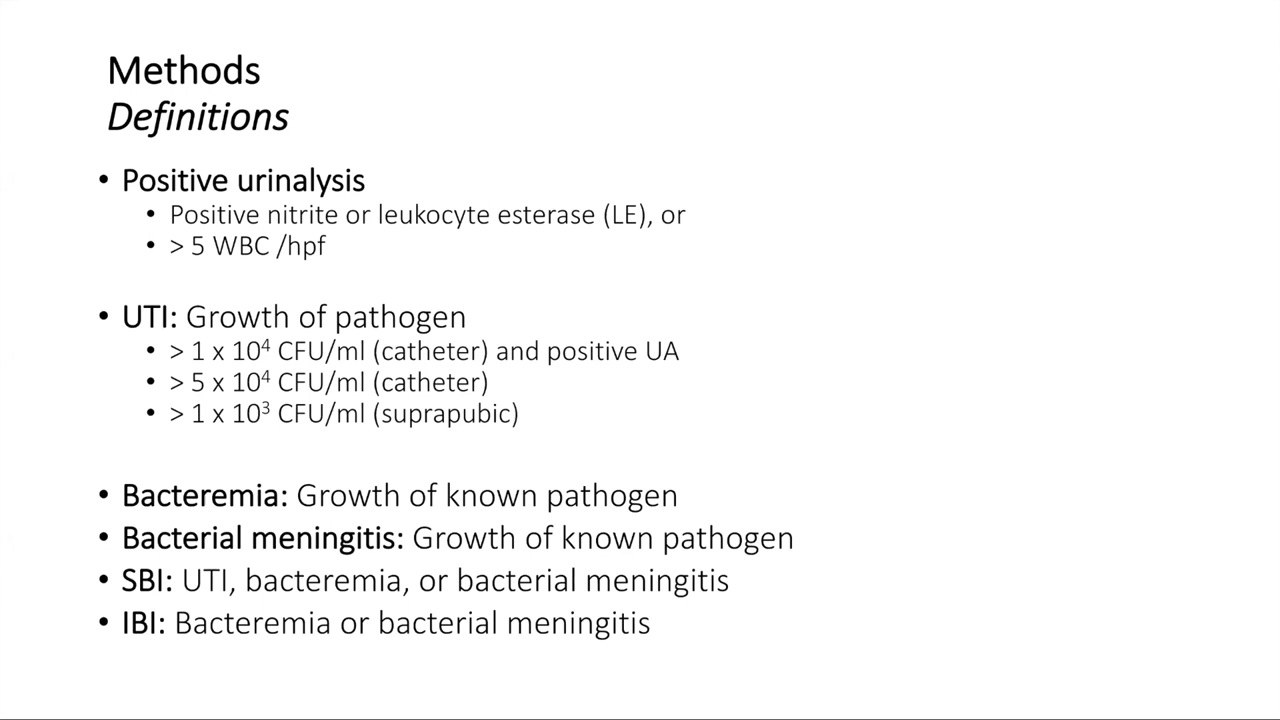 Methods
Definitions
• Positive urinalysis
• Positive nitrite or leukocyte esterase (LE), or
• > 5 WBC /hpf
• UTI: Growth of pathogen
• > 1 x 10⁴ CFU/ml (catheter) and positive UA
• > 5 x 10⁴ CFU/ml (catheter)
• > 1 x 10³ CFU/ml (suprapubic)
• Bacteremia: Growth of known pathogen
• Bacterial meningitis: Growth of known pathogen
• SBI: UTI, bacteremia, or bacterial meningitis
• IBI: Bacteremia or bacterial meningitis